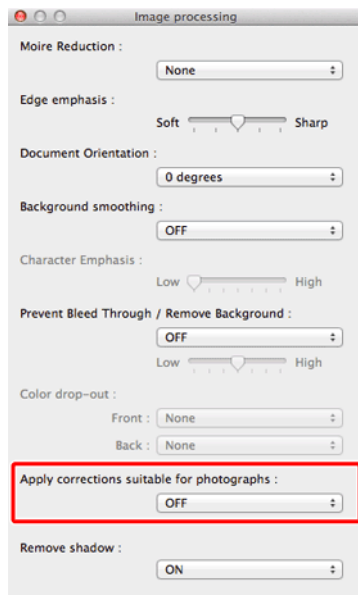 Image processing
Moire Reduction :
None
Edge emphasis :
Soft Sharp
Document Orientation :
0 degrees
Background smoothing :
OFF
Character Emphasis :
Low High
Prevent Bleed Through / Remove Background :
OFF
Low High
Color drop-out :
Front : None
Back : None
Apply corrections suitable for photographs :
OFF
Remove shadow :
ON